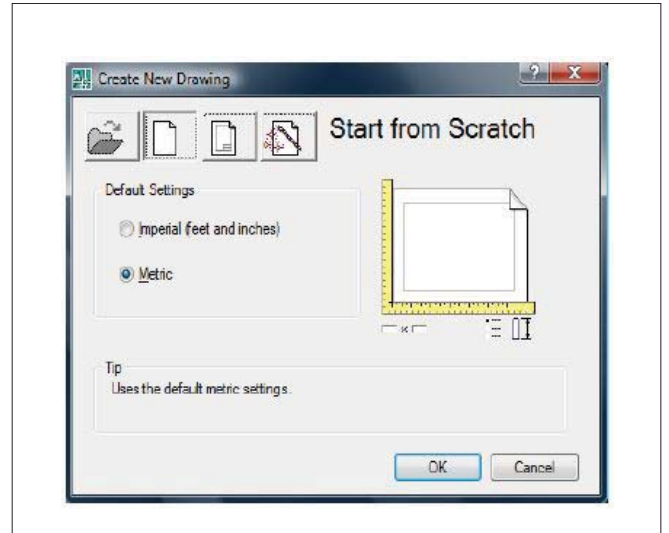 Create New Drawing
Start from Scratch
Default Settings
Imperial (feet and inches)
Metric
Tip
Uses the default metric settings.
OK
Cancel